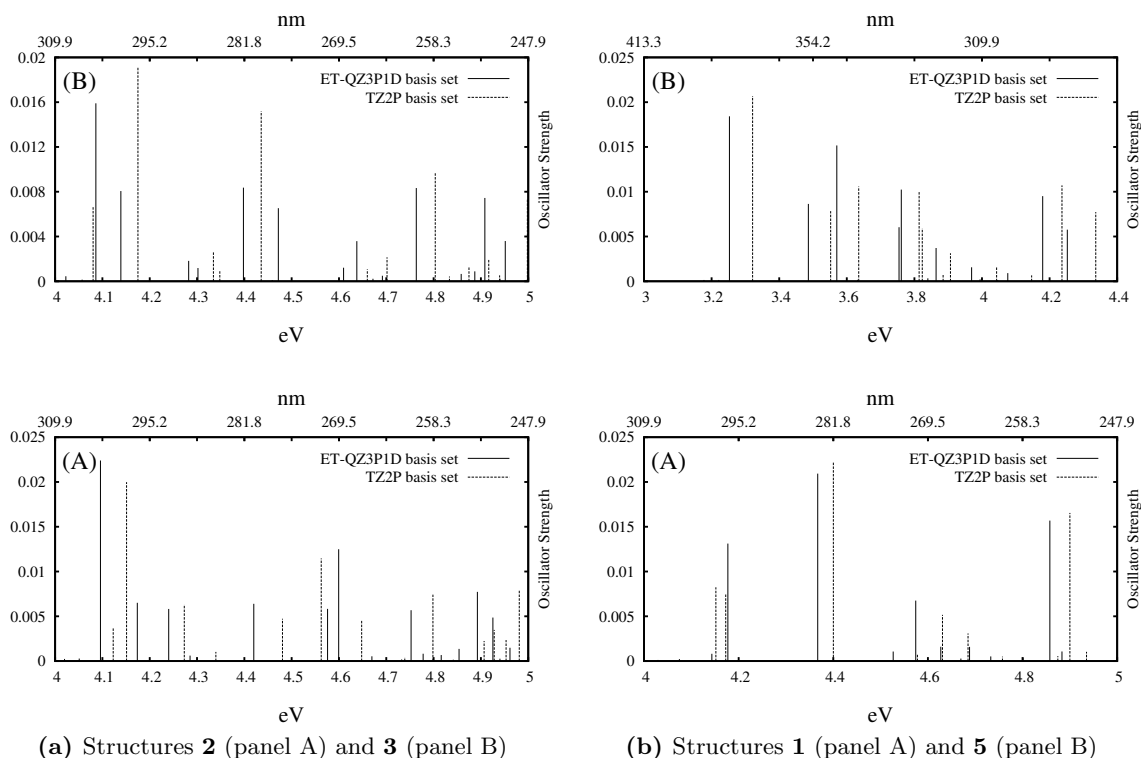 nm
309.9 295.2 281.8 269.5 258.3 247.9
0.02
0.016
0.012
0.008
0.004
0
(B)
ET-QZ3P1D basis set
TZ2P basis set
Oscillator Strength
4 4.1 4.2 4.3 4.4 4.5 4.6 4.7 4.8 4.9 5
eV
nm
413.3 354.2 309.9
0.025
0.02
0.015
0.01
0.005
0
(B)
ET-QZ3P1D basis set
TZ2P basis set
Oscillator Strength
3 3.2 3.4 3.6 3.8 4 4.2 4.4
eV
nm
309.9 295.2 281.8 269.5 258.3 247.9
0.025
0.02
0.015
0.01
0.005
0
(A)
ET-QZ3P1D basis set
TZ2P basis set
Oscillator Strength
4 4.1 4.2 4.3 4.4 4.5 4.6 4.7 4.8 4.9 5
eV
(a) Structures 2 (panel A) and 3 (panel B)
nm
309.9 295.2 281.8 269.5 258.3 247.9
0.025
0.02
0.015
0.01
0.005
0
(A)
ET-QZ3P1D basis set
TZ2P basis set
Oscillator Strength
4 4.2 4.4 4.6 4.8 5
eV
(b) Structures 1 (panel A) and 5 (panel B)